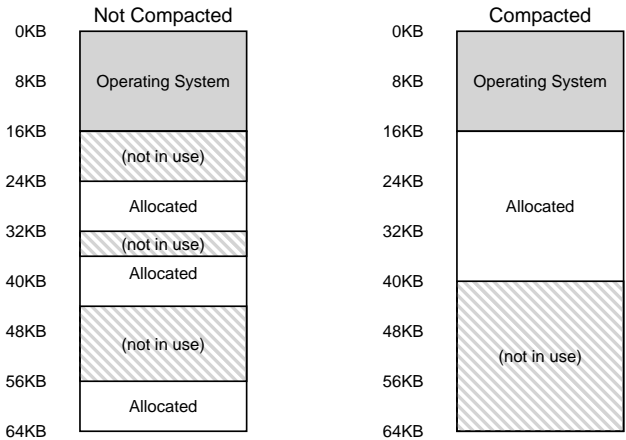 Not Compacted
0KB
8KB
16KB
24KB
32KB
40KB
48KB
56KB
64KB
Operating System
(not in use)
Allocated
(not in use)
Allocated
(not in use)
Allocated
Compacted
0KB
8KB
16KB
24KB
32KB
40KB
48KB
56KB
64KB
Operating System
Allocated
(not in use)